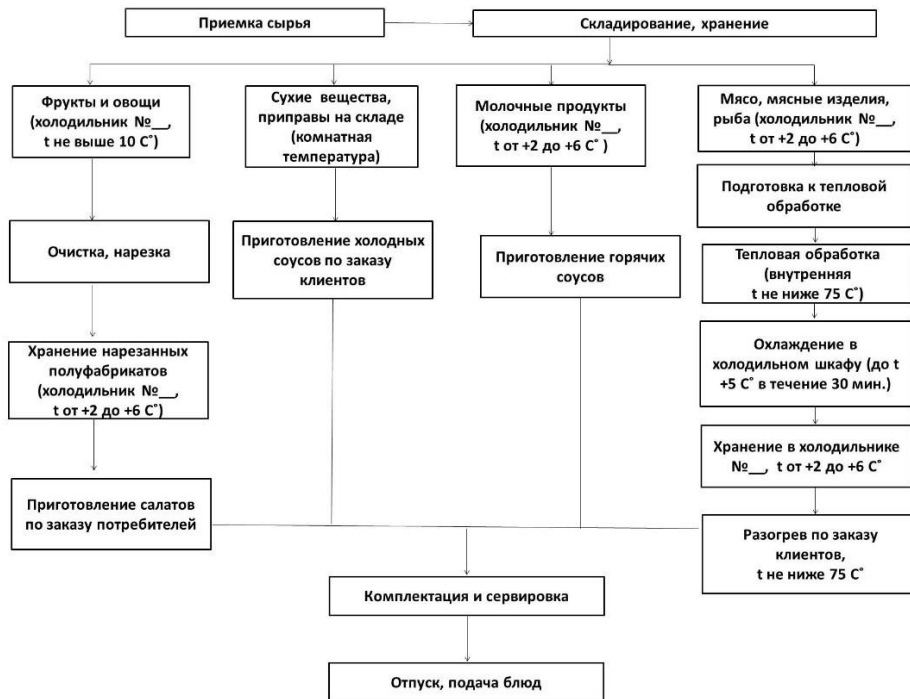 Приемка сырья
Складирование, хранение
Фрукты и овощи
(холодильник №__,
t не выше 10 С˚)
Сухие вещества,
приправы на складе
(комнатная
температура)
Молочные продукты
(холодильник №__,
t от +2 до +6 С˚ )
Мясо, мясные изделия,
рыба (холодильник №__,
t от +2 до +6 С˚)
Подготовка к тепловой
обработке
Очистка, нарезка
Приготовление холодных
соусов по заказу
клиентов
Приготовление горячих
соусов
Тепловая обработка
(внутренняя
t не ниже 75 С˚)
Хранение нарезанных
полуфабрикатов
(холодильник №__,
t от +2 до +6 С˚)
Охлаждение в
холодильном шкафу (до t
+5 С˚ в течение 30 мин.)
Хранение в холодильнике
№__, t от +2 до +6 С˚
Приготовление салатов
по заказу потребителей
Разогрев по заказу
клиентов,
t не ниже 75 С˚
Комплектация и сервировка
Отпуск, подача блюд